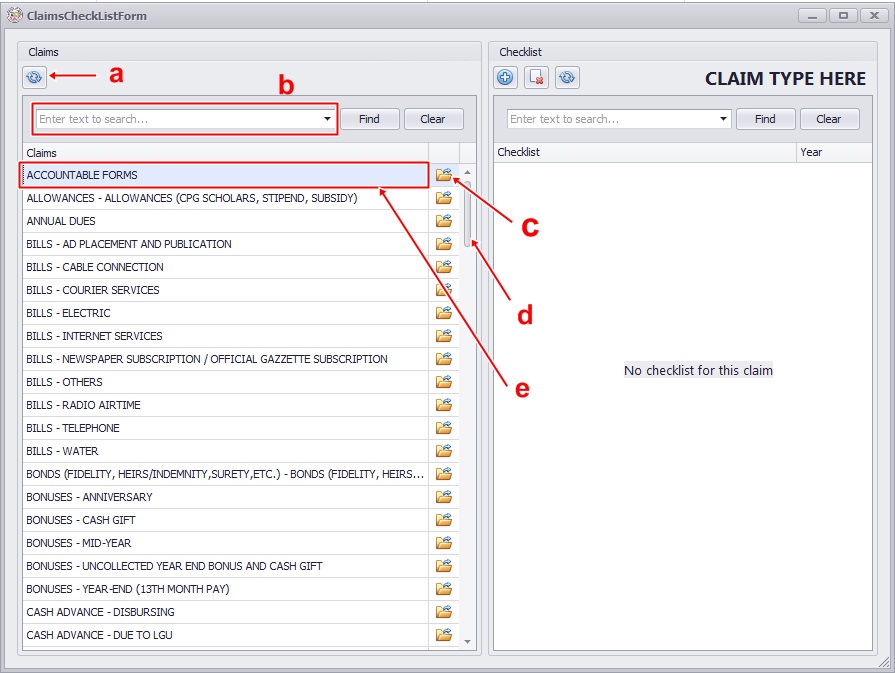 ClaimsCheckListForm
Claims
a
b
Enter text to search...
Find
Clear
Claims
ACCOUNTABLE FORMS
ALLOWANCES - ALLOWANCES (CPG SCHOLARS, STIPEND, SUBSIDY)
ANNUAL DUES
BILLS - AD PLACEMENT AND PUBLICATION
BILLS - CABLE CONNECTION
BILLS - COURIER SERVICES
BILLS - ELECTRIC
BILLS - INTERNET SERVICES
BILLS - NEWSPAPER SUBSCRIPTION / OFFICIAL GAZZETTE SUBSCRIPTION
BILLS - OTHERS
BILLS - RADIO AIRTIME
BILLS - TELEPHONE
BILLS - WATER
BONDS (FIDELITY, HEIRS/INDEMNITY,SURETY,ETC.) - BONDS (FIDELITY, HEIRS...
BONUSES - ANNIVERSARY
BONUSES - CASH GIFT
BONUSES - MID-YEAR
BONUSES - UNCOLLECTED YEAR END BONUS AND CASH GIFT
BONUSES - YEAR-END (13TH MONTH PAY)
CASH ADVANCE - DISBURSING
CASH ADVANCE - DUE TO LGU
c
d
e
Checklist
CLAIM TYPE HERE
Enter text to search...
Find
Clear
Checklist
Year
No checklist for this claim